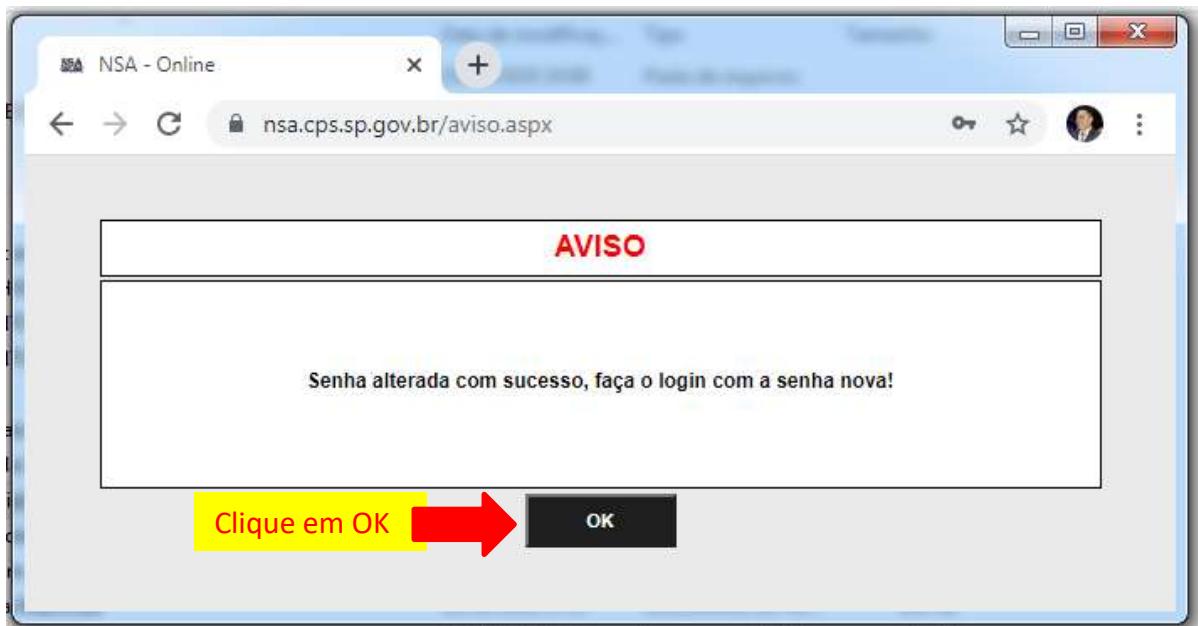 NSA NSA - Online
nsa.cps.sp.gov.br/aviso.aspx
AVISO
Senha alterada com sucesso, faça o login com a senha nova!
Clique em OK
OK